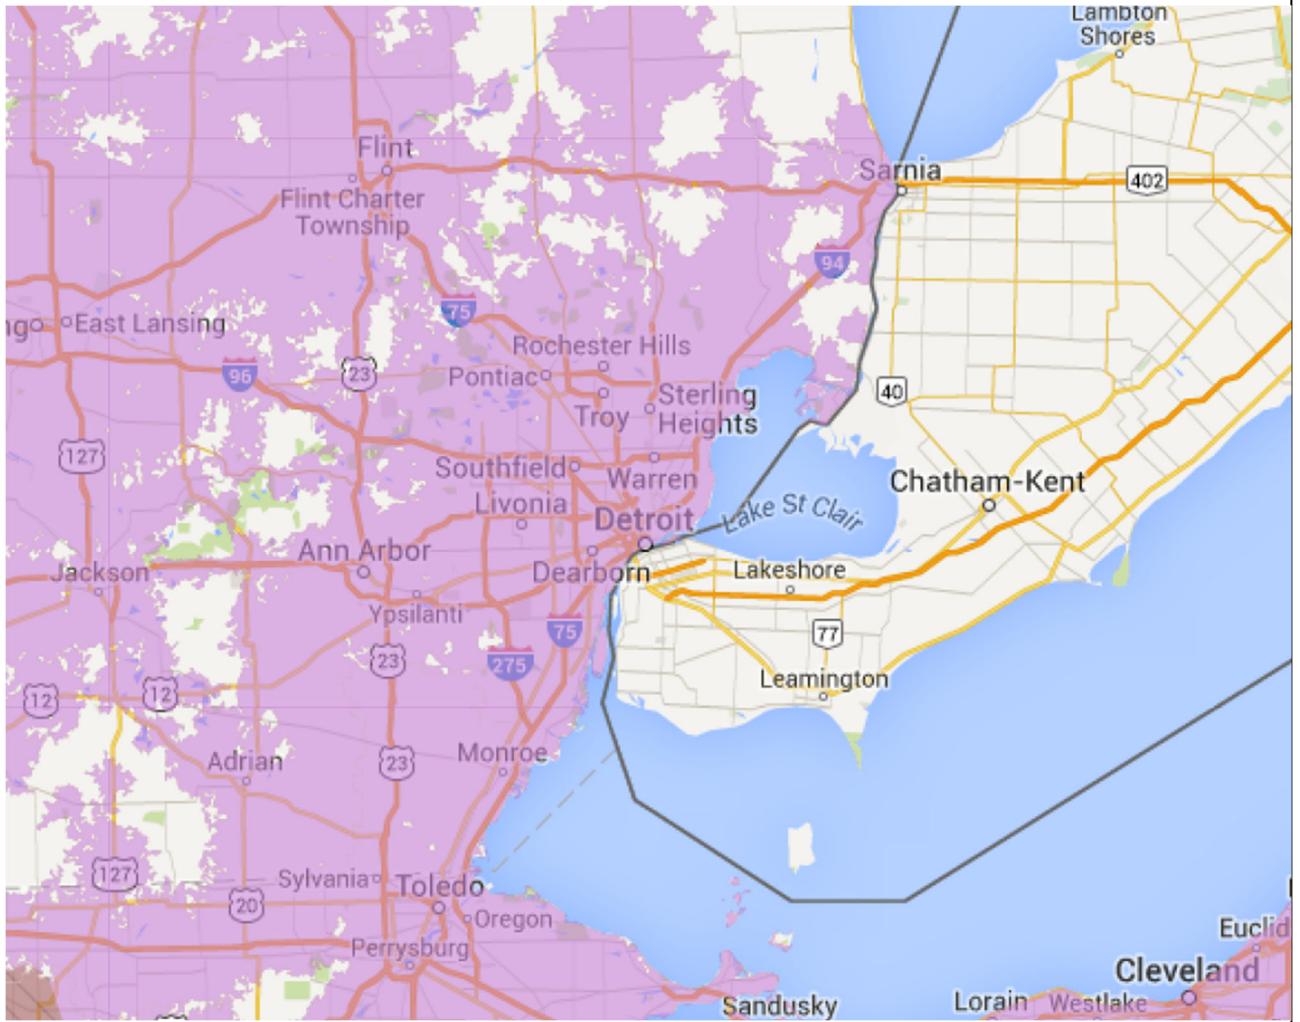 Lambton
Shores
Flint
Sarnia
402
Flint Charter
Township
94
75
East Lansing
Rochester Hills
96
23
Pontiac
40
Sterling
Heights
Troy
127
Southfield
Warren
Chatham-Kent
Livonia
Detroit
Lake St Clair
Ann Arbor
Jackson
Dearborn
Lakeshore
Ypsilanti
75
77
23
275
12
12
Leamington
Adrian
23
Monroe
127
Sylvania
Toledo
20
Oregon
Euclid
Perrysburg
Cleveland
Sandusky
Lorain
Westlake